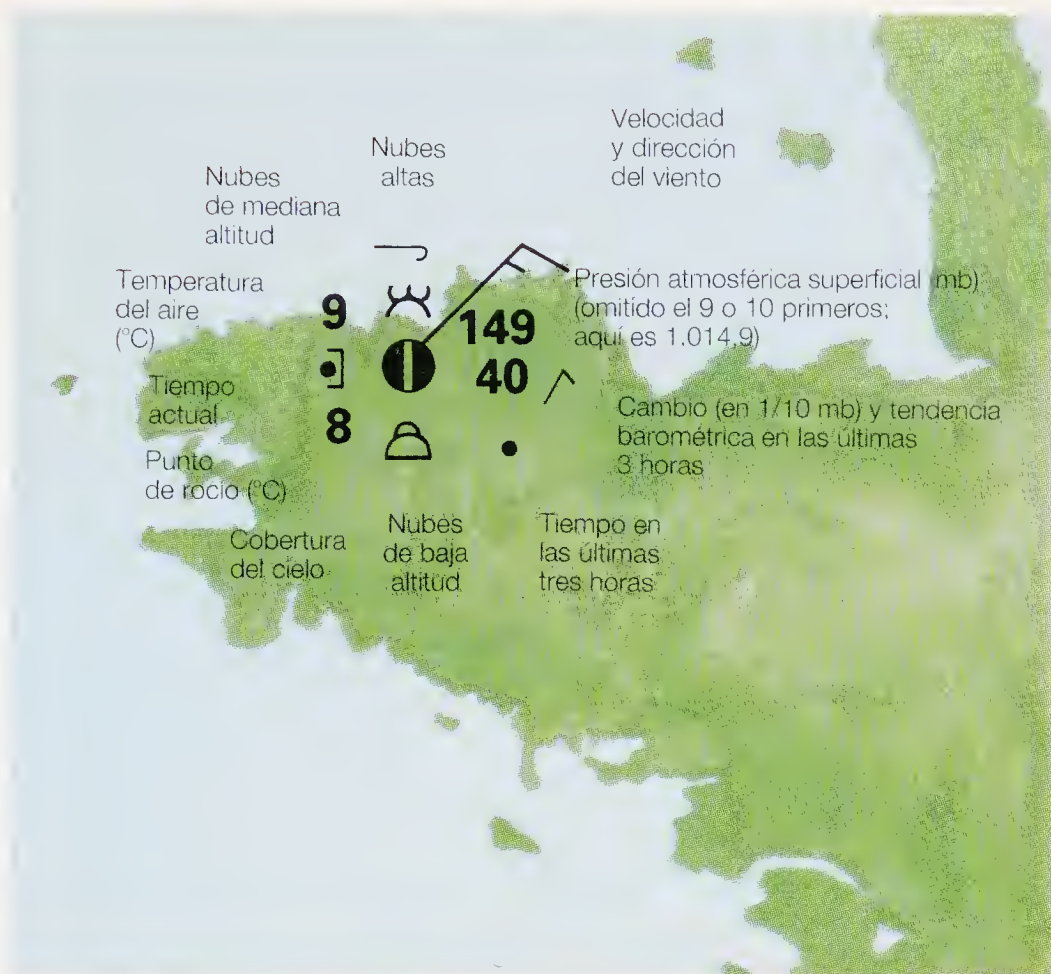 Velocidad
y dirección
del viento
Nubes
altas
Nubes
de mediana
altitud
Temperatura
del aire
(°C)
9
149
Presión atmosférica superficial (mb)
(omitido el 9 o 10 primeros;
aquí es 1.014,9)
Tiempo
actual
40
Cambio (en 1/10 mb) y tendencia
barométrica en las últimas
3 horas
8
Punto
de rocío (°C)
Cobertura
del cielo
Nubes
de baja
altitud
Tiempo en
las últimas
tres horas